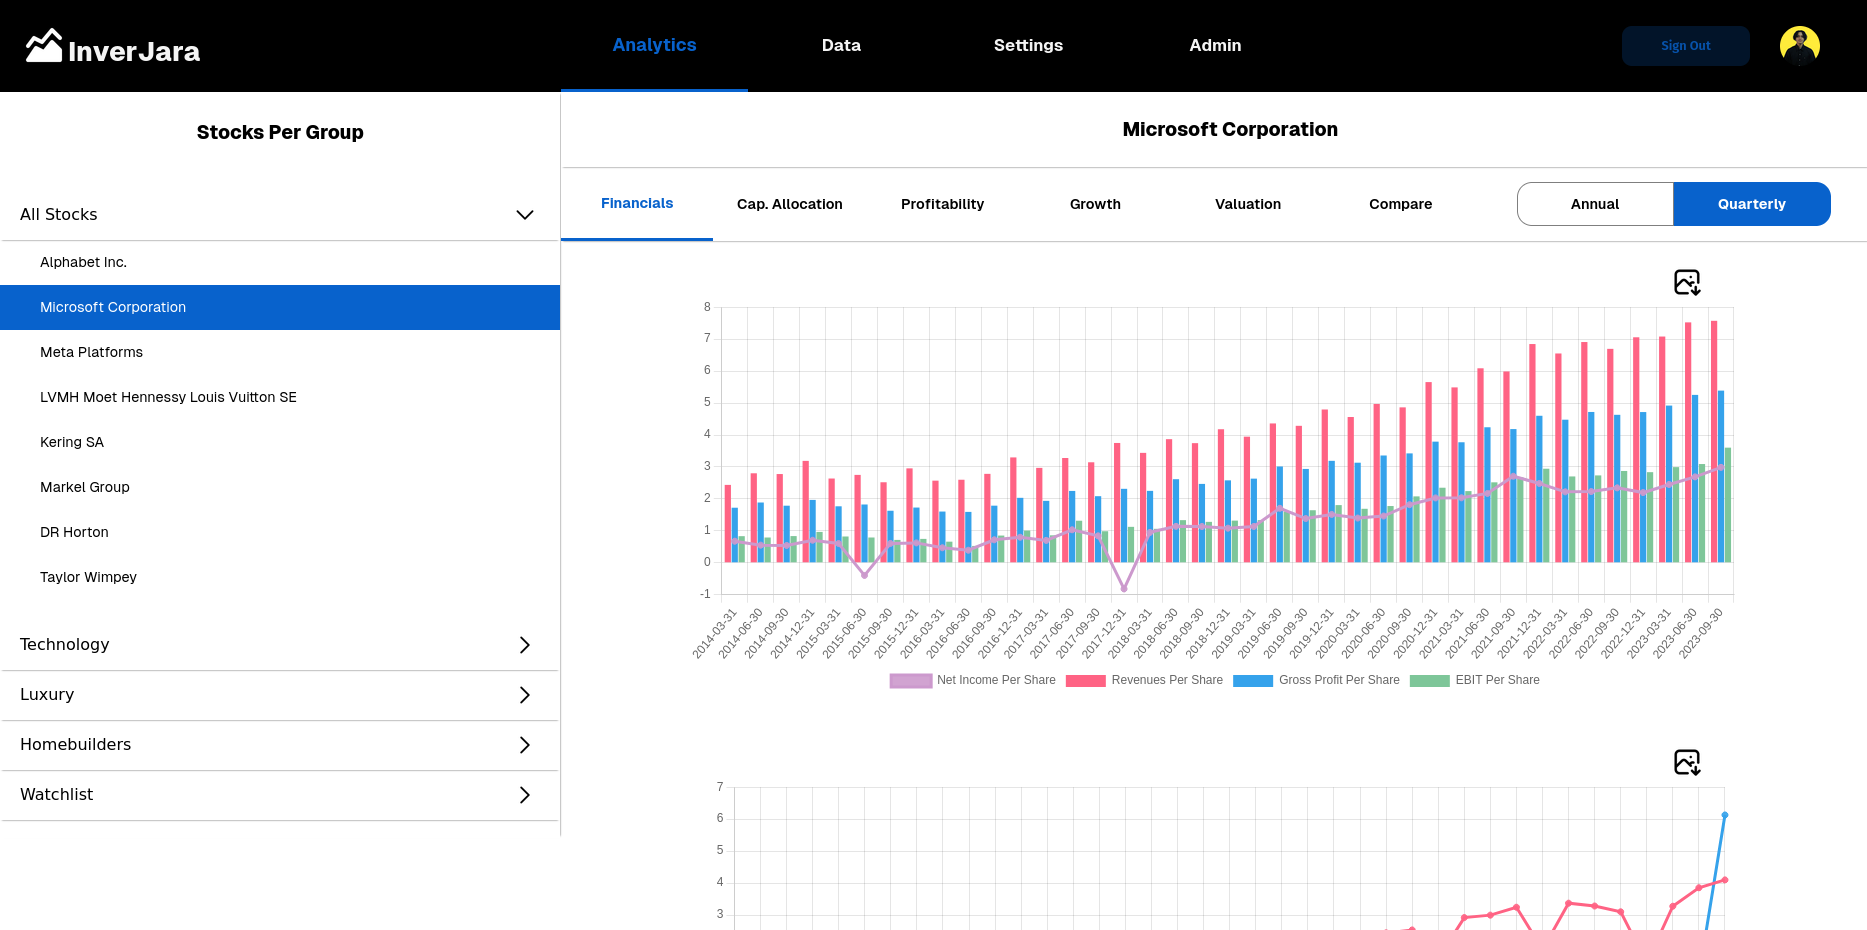 InverJara
Analytics
Data
Settings
Admin
Sign Out
Stocks Per Group
All Stocks
Alphabet Inc.
Microsoft Corporation
Meta Platforms
LVMH Moet Hennessy Louis Vuitton SE
Kering SA
Markel Group
DR Horton
Taylor Wimpey
Technology
Luxury
Homebuilders
Watchlist
Microsoft Corporation
Financials
Cap. Allocation
Profitability
Growth
Valuation
Compare
Annual
Quarterly
8
7
6
5
4
3
2
1
0
-1
2014-03-31
2014-06-30
2014-09-30
2014-12-31
2015-03-31
2015-06-30
2015-09-30
2015-12-31
2016-03-31
2016-06-30
2016-09-30
2016-12-31
2017-03-31
2017-06-30
2017-09-30
2017-12-31
2018-03-31
2018-06-30
2018-09-30
2018-12-31
2019-03-31
2019-06-30
2019-09-30
2019-12-31
2020-03-31
2020-06-30
2020-09-30
2020-12-31
2021-03-31
2021-06-30
2021-09-30
2021-12-31
2022-03-31
2022-06-30
2022-09-30
2022-12-31
2023-03-31
2023-06-30
2023-09-30
Net Income Per Share
Revenues Per Share
Gross Profit Per Share
EBIT Per Share
7
6
5
4
3